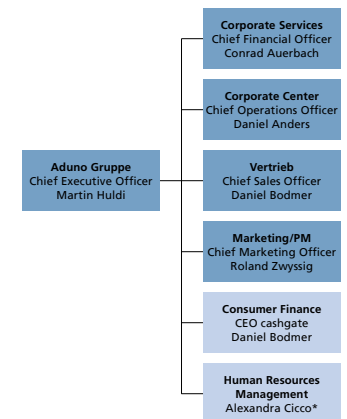 Corporate Services
Chief Financial Officer
Conrad Auerbach
Corporate Center
Chief Operations Officer
Daniel Anders
Aduno Gruppe
Chief Executive Officer
Martin Huldi
Vertrieb
Chief Sales Officer
Daniel Bodmer
Marketing/PM
Chief Marketing Officer
Roland Zwyssig
Consumer Finance
CEO cashgate
Daniel Bodmer
Human Resources
Management
Alexandra Cicco*